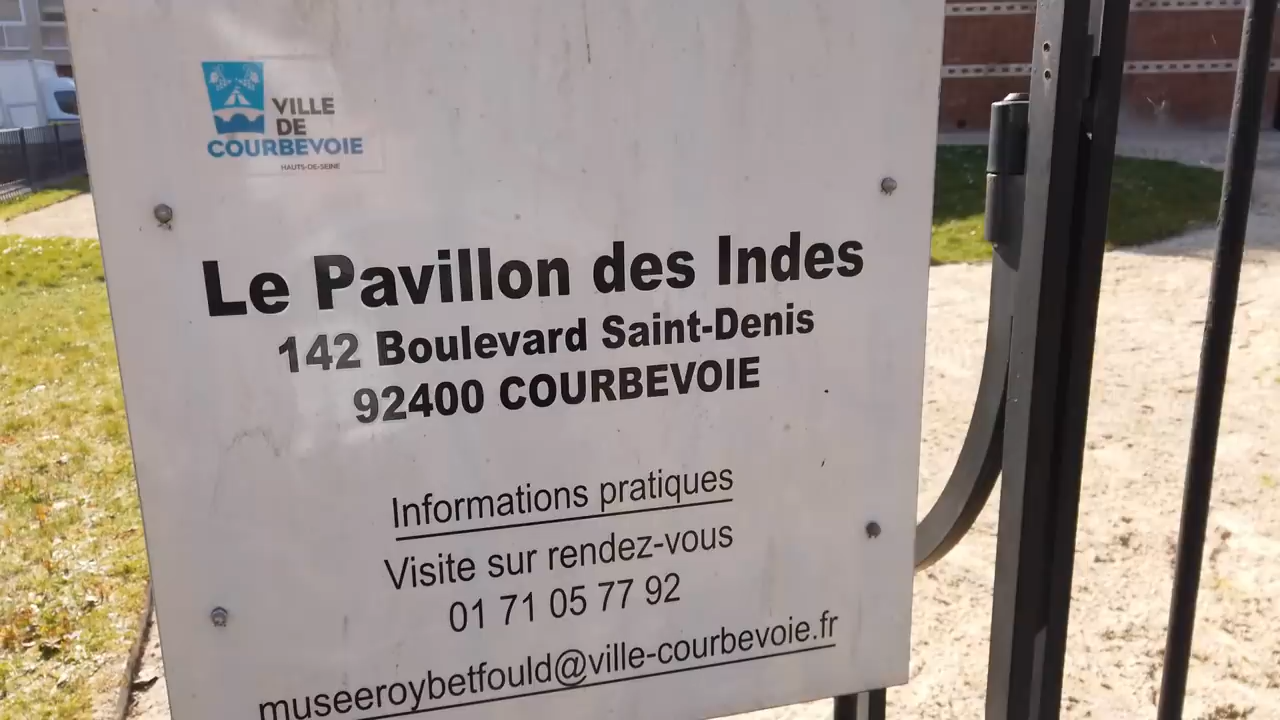 VILLE
DE
COURBEVOIE
HAUTS-DE-SEINE
Le Pavillon des Indes
142 Boulevard Saint-Denis
92400 COURBEVOIE
Informations pratiques
Visite sur rendez-vous
01 71 05 77 92
museeroybetfould@ville-courbevoie.fr